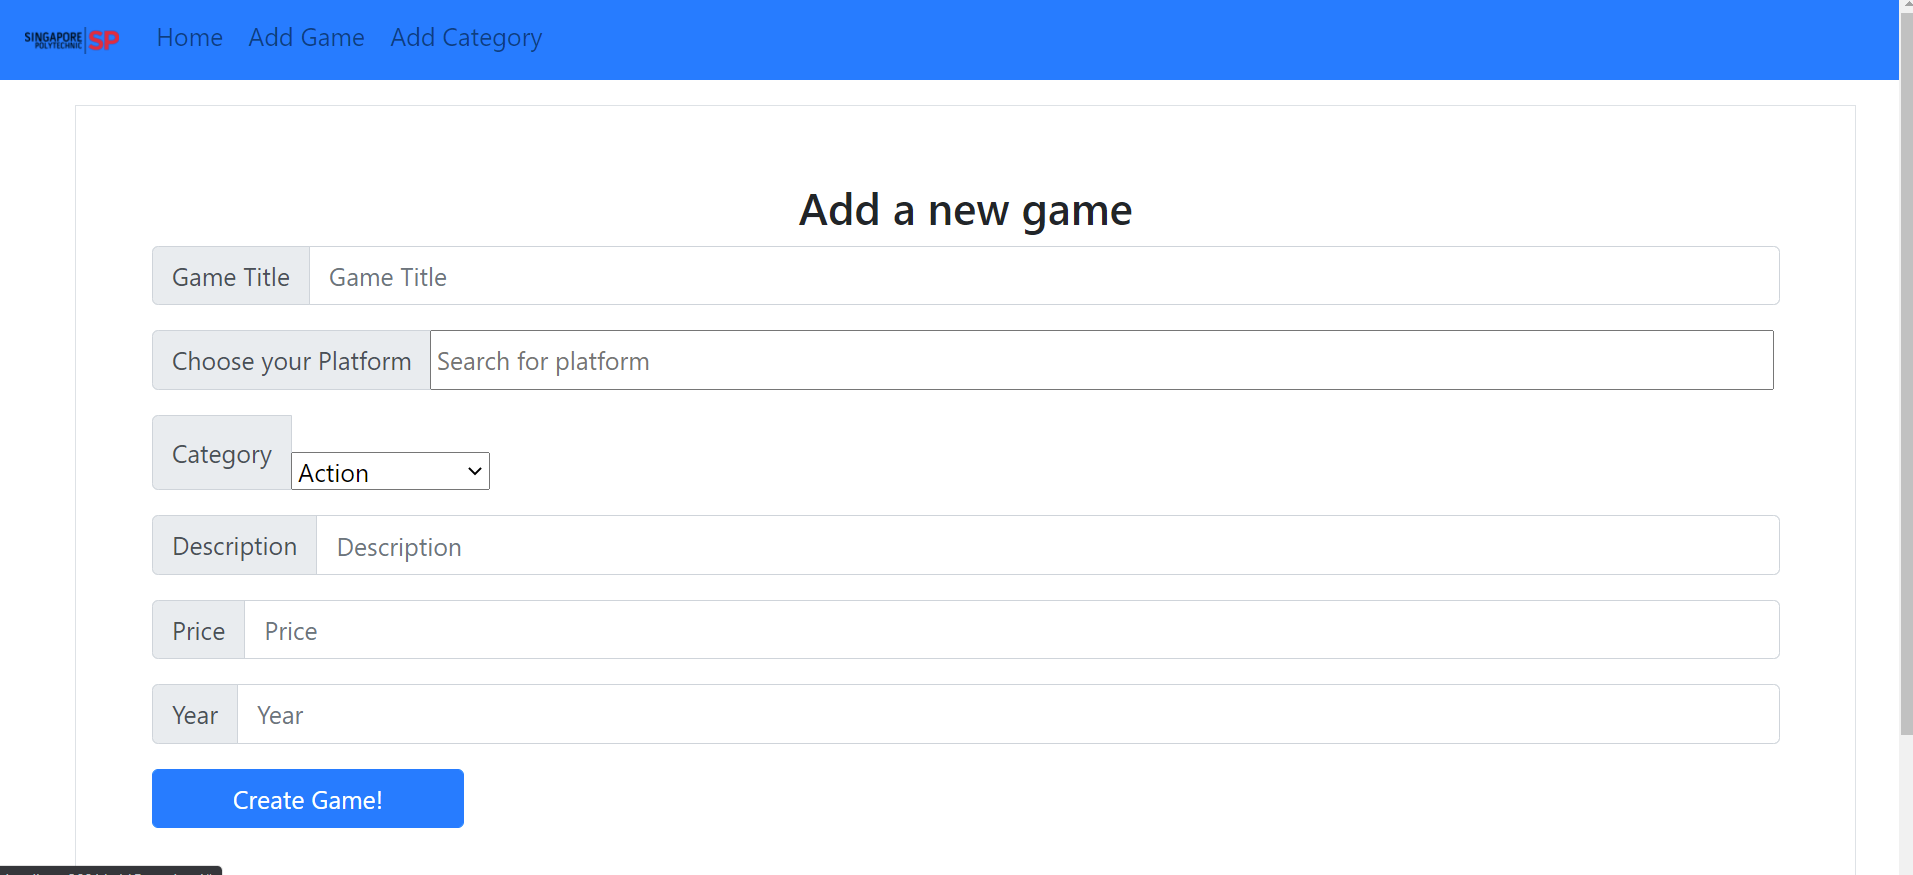 SINGAPORE POLYTECHNIC SP Home Add Game Add Category
Add a new game
Game Title Game Title
Choose your Platform Search for platform
Category Action
Description Description
Price Price
Year Year
Create Game!